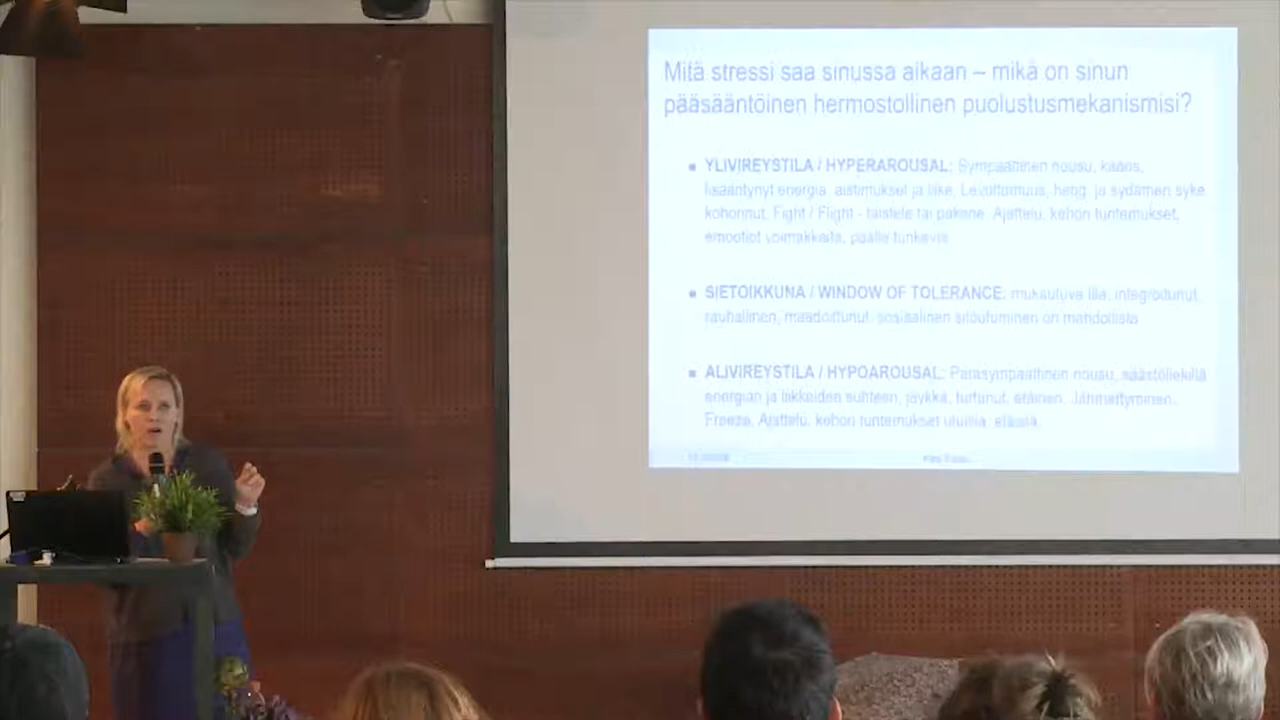 Mitä stressi saa sinussa aikaan – mikä on sinun
pääsääntöinen hermostollinen puolustusmekanismisi?
YLIVIREYSTILA / HYPERAROUSAL: Sympaattinen nousu, kaaos,
lisääntynyt energia, aistimukset ja liike. Levottomuus, heng. ja sydämen syke
kohonnut, Fight / Flight - taistele tai pakene. Ajattelu, kehon tuntemukset,
emootiot voimakkaita, päälle tunkevia
SIETOIKKUNA / WINDOW OF TOLERANCE: mukautuva tila, integroitunut,
rauhallinen, maadoittunut, sosiaalinen sitoutuminen on mahdollista
ALIVIREYSTILA / HYPOAROUSAL: Parasympaattinen nousu, säästöliekillä
energian ja liikkeiden suhteen, jäykkä, turtunut, etäinen. Jähmettyminen,
Freeze, Ajattelu, kehon tuntemukset